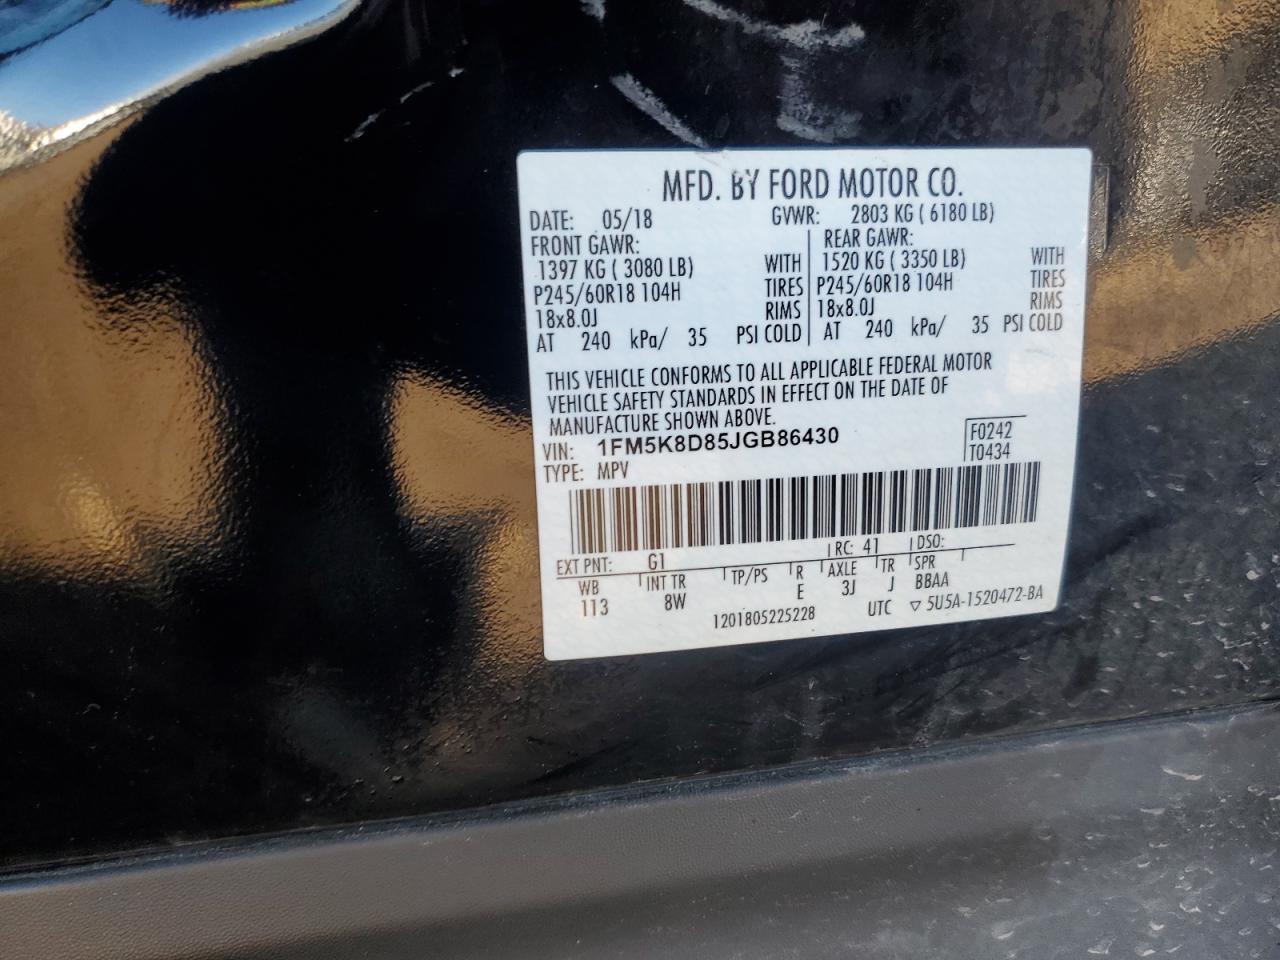 MFD. BY FORD MOTOR CO.
DATE: 05/18 GVWR: 2803 KG ( 6180 LB)
FRONT GAWR: REAR GAWR:
1397 KG ( 3080 LB) WITH 1520 KG ( 3350 LB) WITH
P245/60R18 104H TIRES P245/60R18 104H TIRES
18x8.0J RIMS 18x8.0J RIMS
AT 240 kPa/ 35 PSI COLD AT 240 kPa/ 35 PSI COLD
THIS VEHICLE CONFORMS TO ALL APPLICABLE FEDERAL MOTOR
VEHICLE SAFETY STANDARDS IN EFFECT ON THE DATE OF
MANUFACTURE SHOWN ABOVE.
VIN: 1FM5K8D85JGB86430 F0242
TYPE: MPV T0434
EXT PNT: G1 RC: 41 DSO:
WB INT TR TP/PS R AXLE TR SPR
113 8W E 3J J BBAA
1201805225228 UTC ▽ 5U5A-1520472-BA